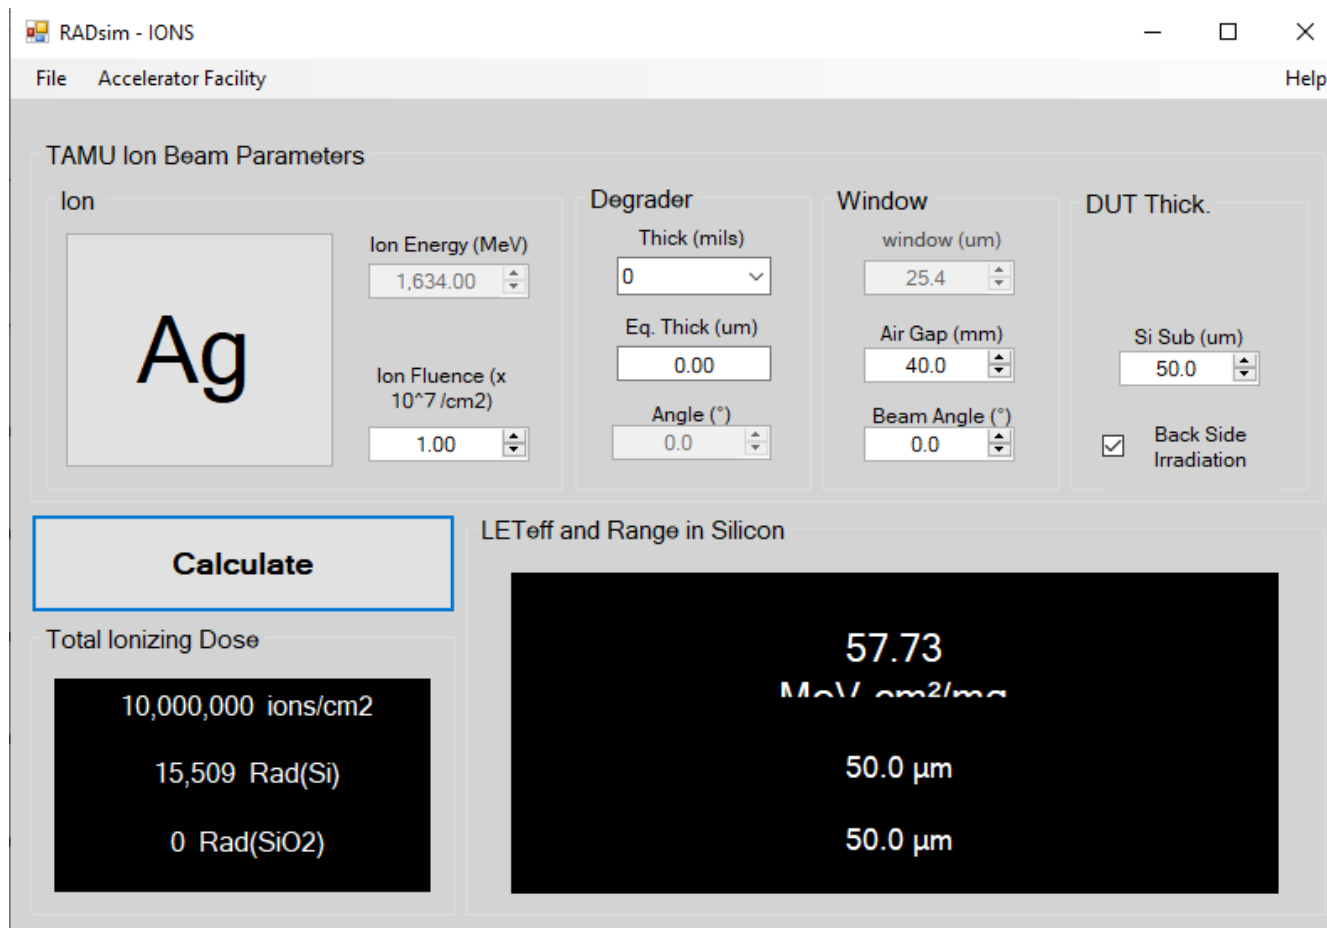 RADsim - IONS
File Accelerator Facility Help
TAMU Ion Beam Parameters
Ion
Ag
Ion Energy (MeV)
1,634.00
Ion Fluence (x
10^7 /cm2)
1.00
Degrader
Thick (mils)
0
Eq. Thick (um)
0.00
Angle (°)
0.0
Window
window (um)
25.4
Air Gap (mm)
40.0
Beam Angle (°)
0.0
DUT Thick.
Si Sub (um)
50.0
Back Side
Irradiation
Calculate
Total Ionizing Dose
10,000,000 ions/cm2
15,509 Rad(Si)
0 Rad(SiO2)
LETeff and Range in Silicon
57.73
MeV cm²/mg
50.0 µm
50.0 µm